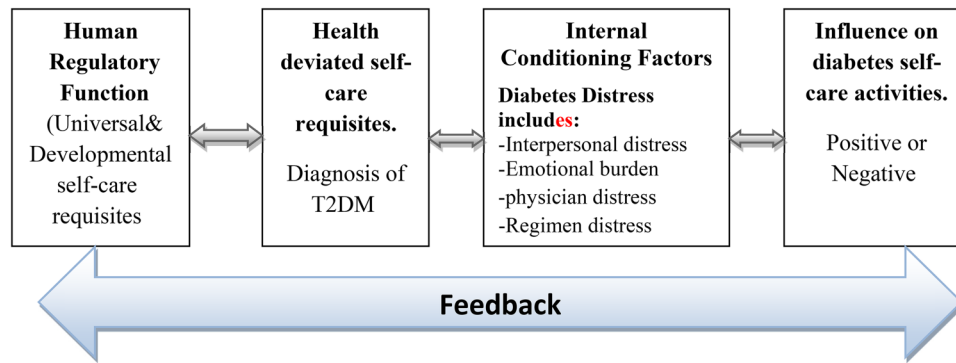 Human
Regulatory
Function
(Universal&
Developmental
self-care
requisites
Health
deviated self-
care
requisites.
Diagnosis of
T2DM
Internal
Conditioning Factors
Diabetes Distress
includes:
-Interpersonal distress
-Emotional burden
-physician distress
-Regimen distress
Influence on
diabetes self-
care activities.
Positive or
Negative
Feedback